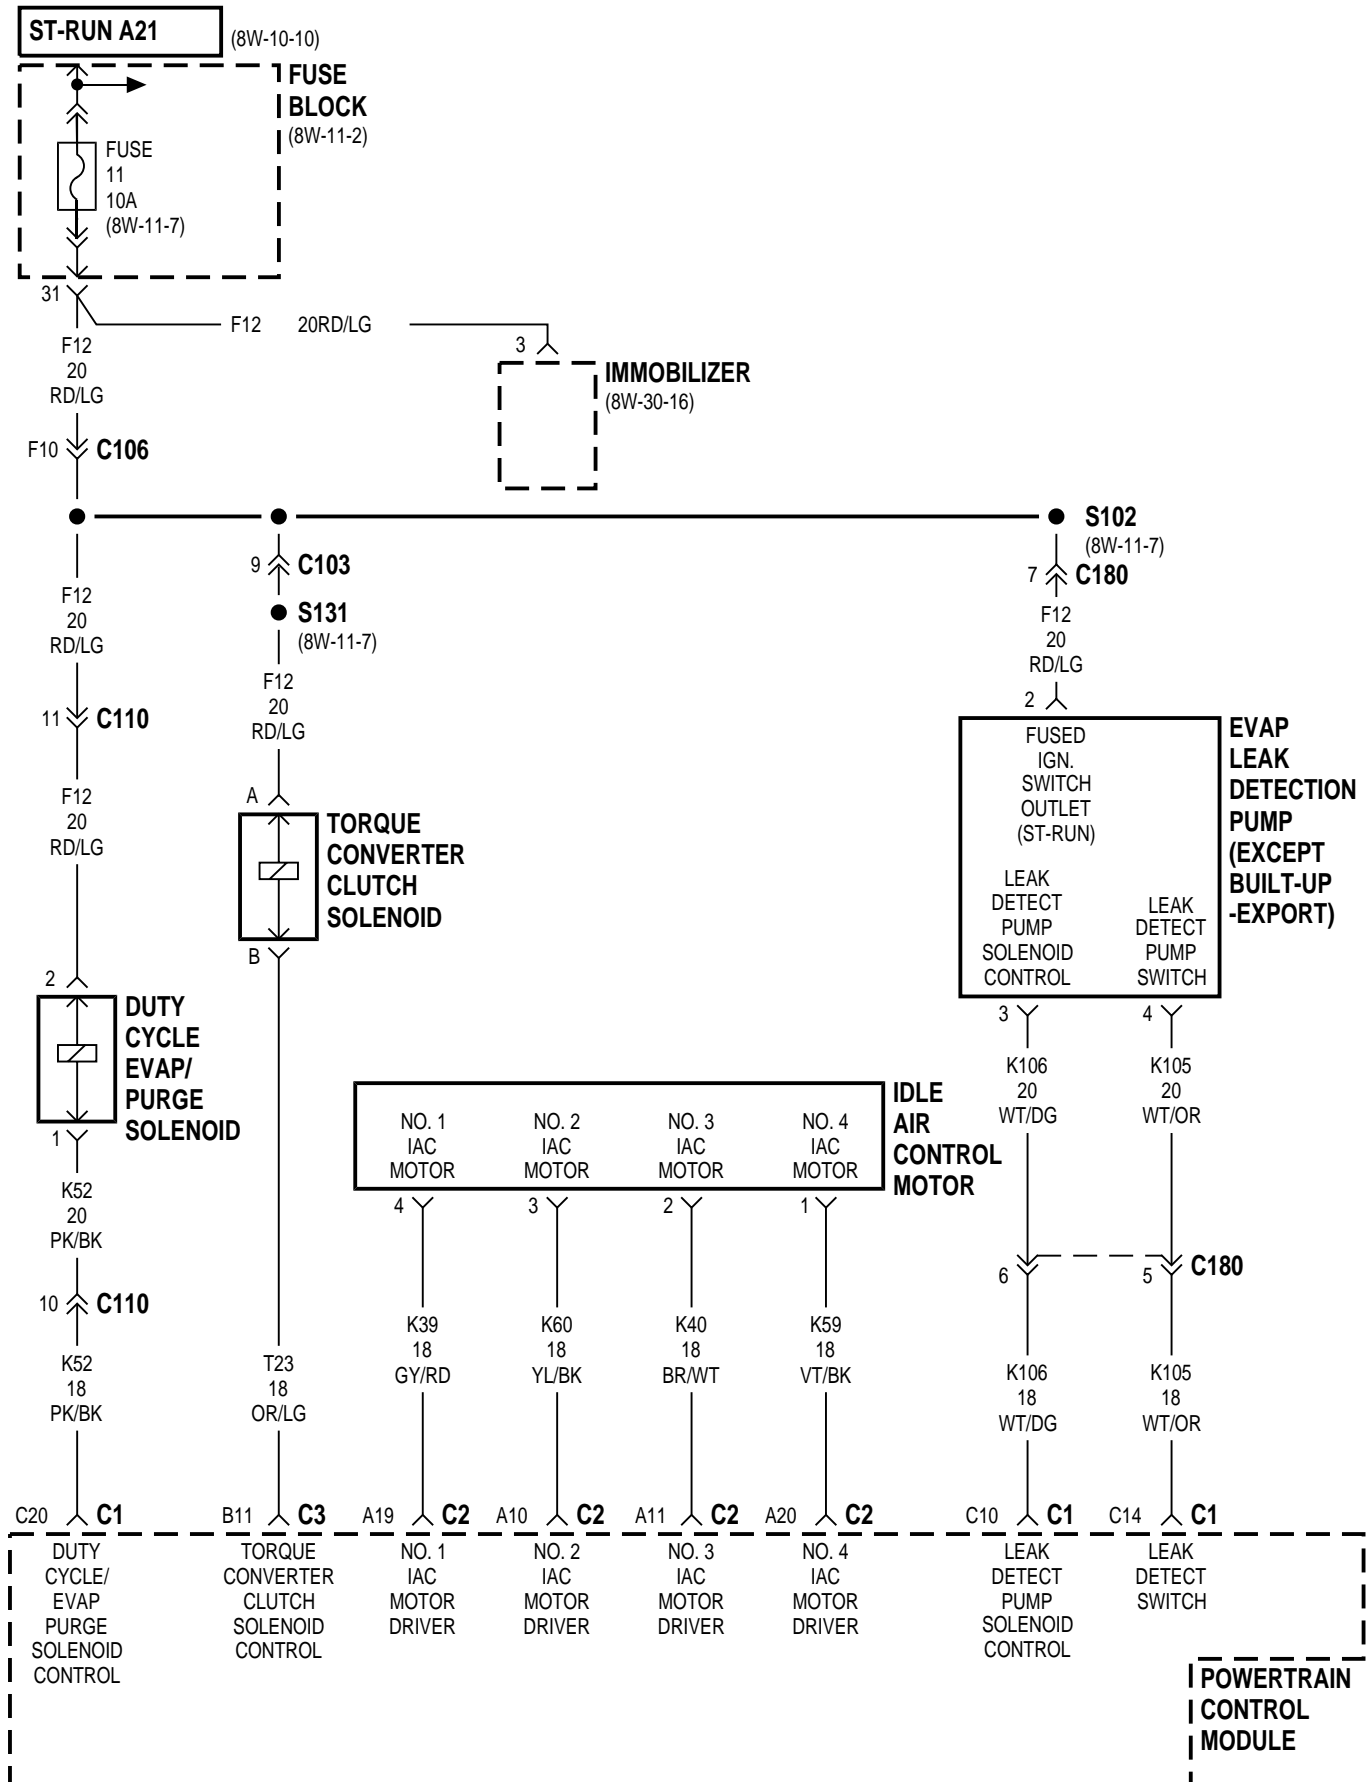 ST-RUN A21
(8W-10-10)
FUSE
BLOCK
(8W-11-2)
FUSE
11
10A
(8W-11-7)
31
F12 20RD/LG
F12
20
RD/LG
3
IMMOBILIZER
(8W-30-16)
F10 C106
S102
(8W-11-7)
9 C103
7 C180
S131
(8W-11-7)
F12
20
RD/LG
F12
20
RD/LG
F12
20
RD/LG
11 C110
2
F12
20
RD/LG
A
TORQUE
CONVERTER
CLUTCH
SOLENOID
B
FUSED
IGN.
SWITCH
OUTLET
(ST-RUN)
LEAK
DETECT
PUMP
SOLENOID
CONTROL
LEAK
DETECT
PUMP
SWITCH
EVAP
LEAK
DETECTION
PUMP
(EXCEPT
BUILT-UP
-EXPORT)
2
DUTY
CYCLE
EVAP/
PURGE
SOLENOID
1
3
4
K106
20
WT/DG
K105
20
WT/OR
NO. 1
IAC
MOTOR
NO. 2
IAC
MOTOR
NO. 3
IAC
MOTOR
NO. 4
IAC
MOTOR
IDLE
AIR
CONTROL
MOTOR
4
3
2
1
K52
20
PK/BK
6
5 C180
10 C110
K52
18
PK/BK
T23
18
OR/LG
K39
18
GY/RD
K60
18
YL/BK
K40
18
BR/WT
K59
18
VT/BK
K106
18
WT/DG
K105
18
WT/OR
C20 C1
B11 C3
A19 C2
A10 C2
A11 C2
A20 C2
C10 C1
C14 C1
DUTY
CYCLE/
EVAP
PURGE
SOLENOID
CONTROL
TORQUE
CONVERTER
CLUTCH
SOLENOID
CONTROL
NO. 1
IAC
MOTOR
DRIVER
NO. 2
IAC
MOTOR
DRIVER
NO. 3
IAC
MOTOR
DRIVER
NO. 4
IAC
MOTOR
DRIVER
LEAK
DETECT
PUMP
SOLENOID
CONTROL
LEAK
DETECT
SWITCH
POWERTRAIN
CONTROL
MODULE